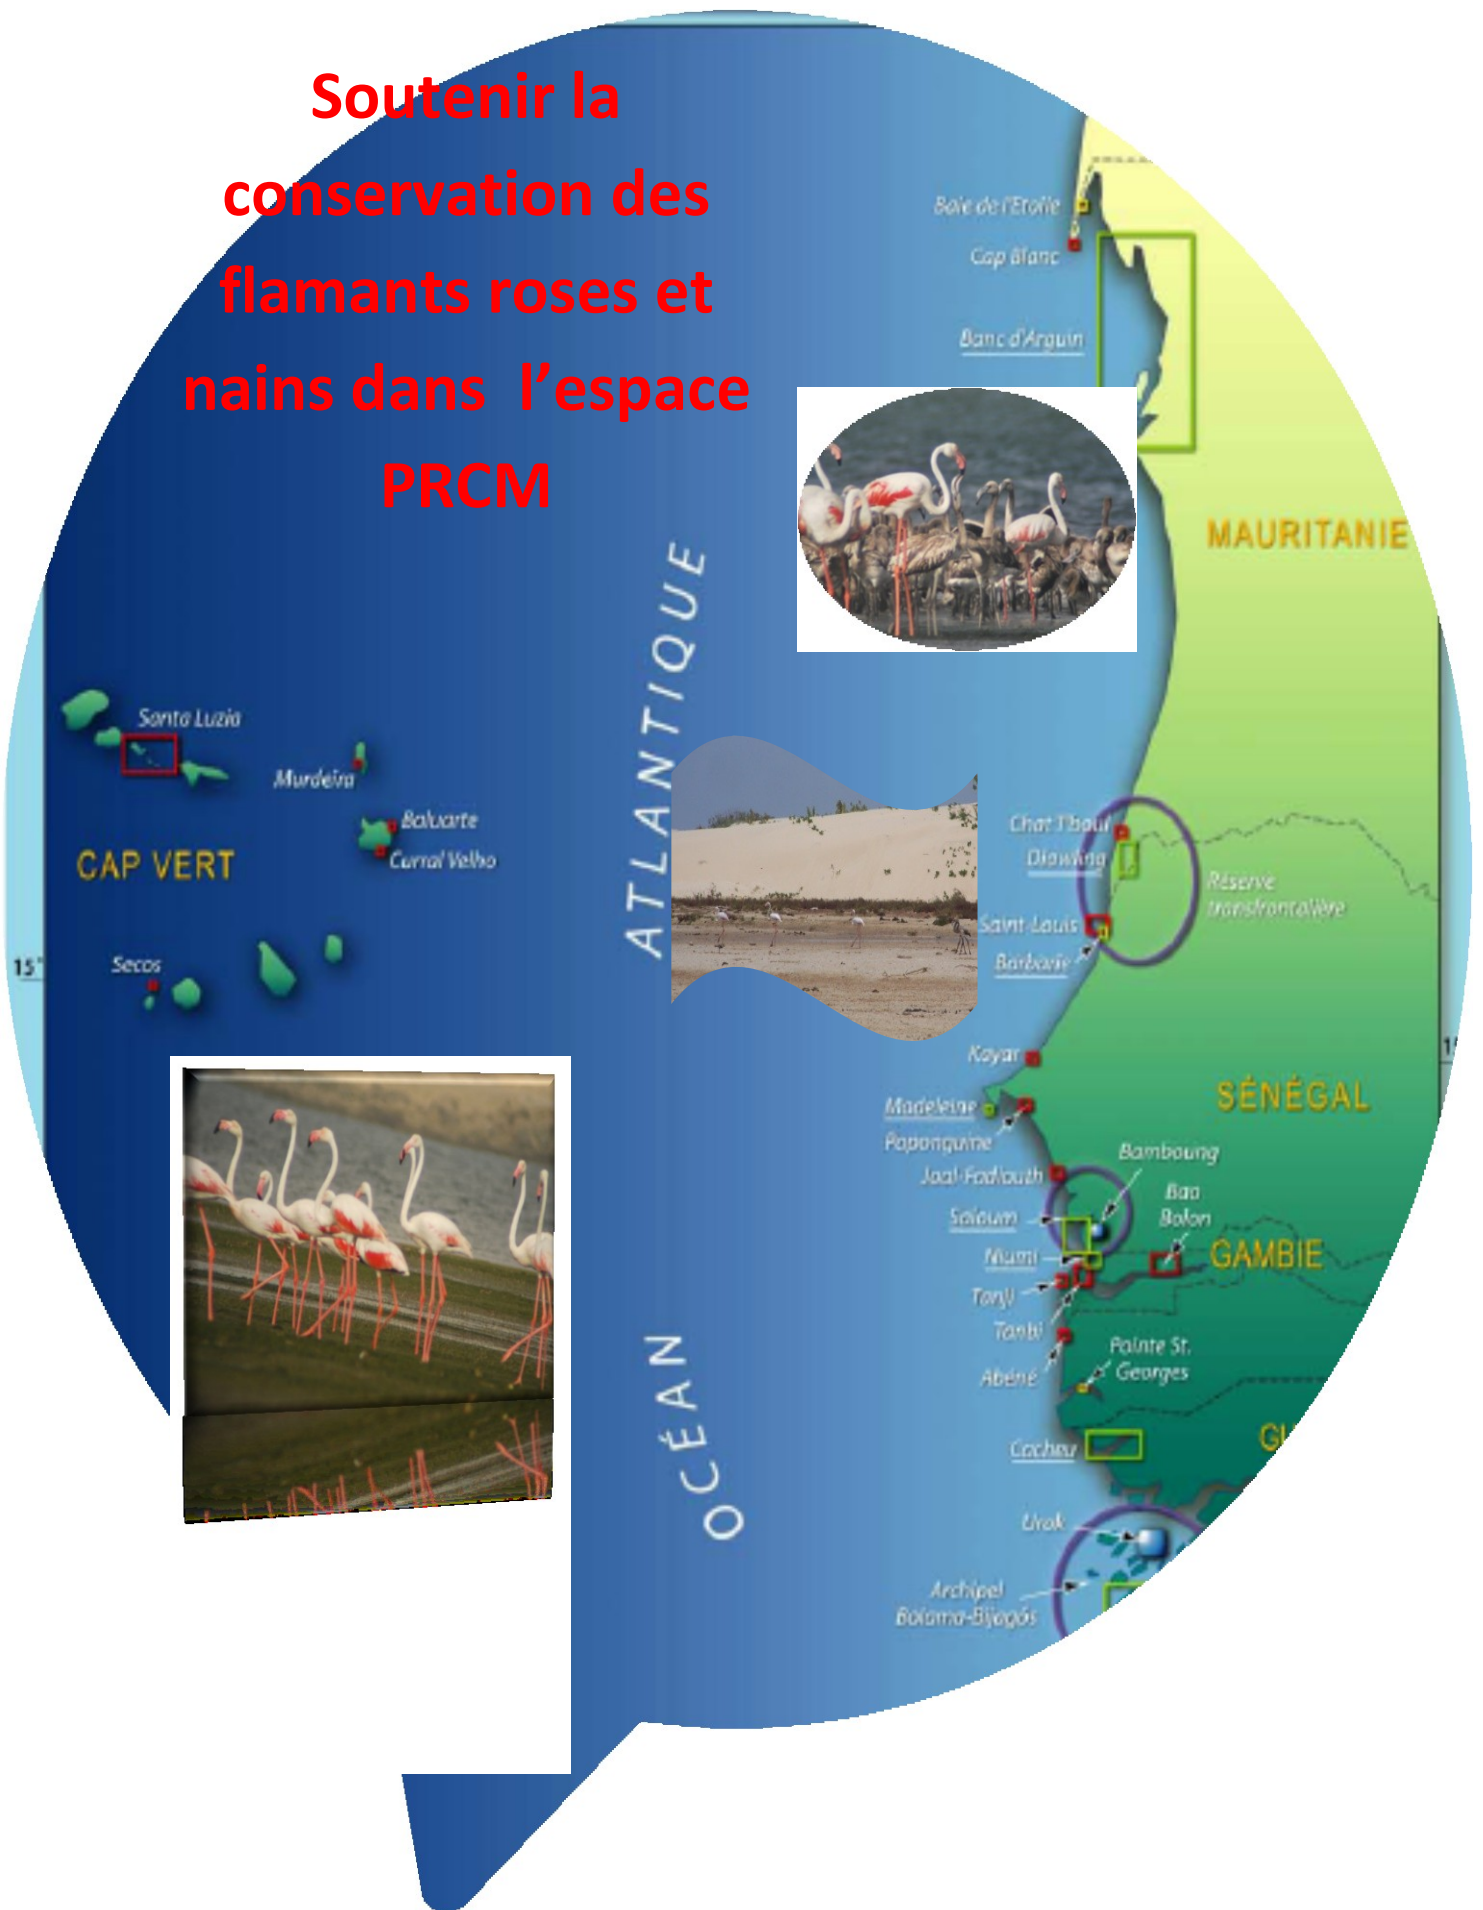 Soutenir la
conservation des
flamants roses et
nains dans l’espace
PRCM
Baie de l'Etoile
Cap Blanc
Banc d'Arguin
MAURITANIE
ATLANTIQUE
Santa Luzia
Murdeira
Baluarte
Curral Velho
CAP VERT
Chat T'boul
Diawling
Réserve
transfrontalière
Saint-Louis
Barbarie
Secos
15°
Kayar
SÉNÉGAL
Madeleine
Popenguine
Joal-Fadiouth
Bamboung
Bao
Bolon
Saloum
Niumi
GAMBIE
Tanji
Tanbi
Abéné
Pointe St.
Georges
OCÉAN
Cacheu
Urok
Archipel
Bolama-Bijagós